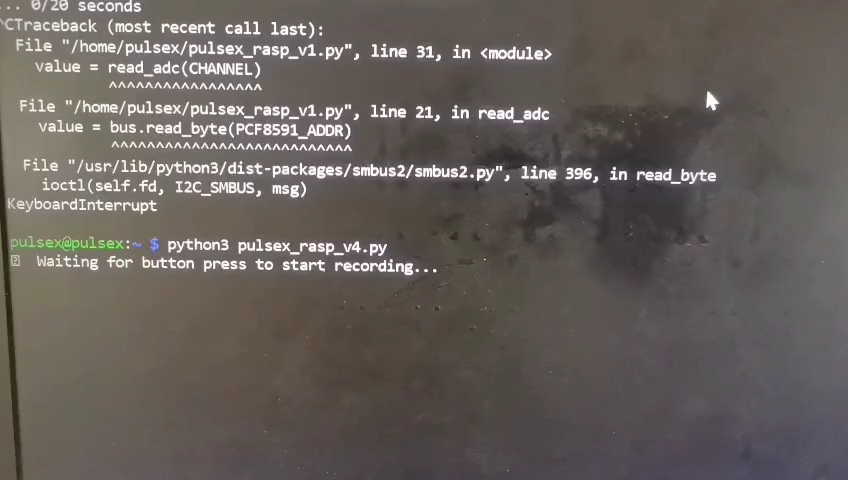 ... 0/20 seconds
^CTraceback (most recent call last):
File "/home/pulsex/pulsex_rasp_v1.py", line 31, in <module>
value = read_adc(CHANNEL)
^^^^^^^^^^^^^^^^^
File "/home/pulsex/pulsex_rasp_v1.py", line 21, in read_adc
value = bus.read_byte(PCF8591_ADDR)
^^^^^^^^^^^^^^^^^^^^^^^^^^^
File "/usr/lib/python3/dist-packages/smbus2/smbus2.py", line 396, in read_byte
ioctl(self.fd, I2C_SMBUS, msg)
KeyboardInterrupt
pulsex@pulsex:~ $ python3 pulsex_rasp_v4.py
Waiting for button press to start recording...